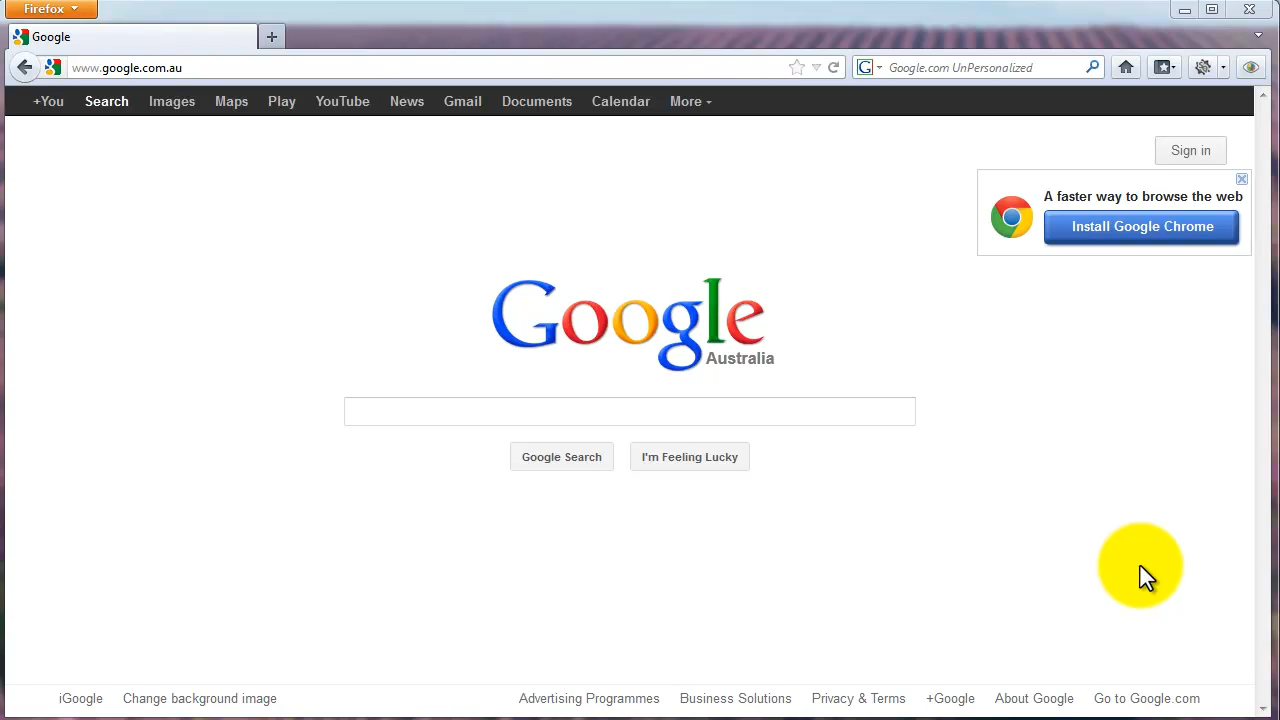 Firefox
Google
www.google.com.au
Google.com UnPersonalized
+You Search Images Maps Play YouTube News Gmail Documents Calendar More
Sign in
A faster way to browse the web
Install Google Chrome
Google
Australia
Google Search I'm Feeling Lucky
iGoogle Change background image Advertising Programmes Business Solutions Privacy & Terms +Google About Google Go to Google.com